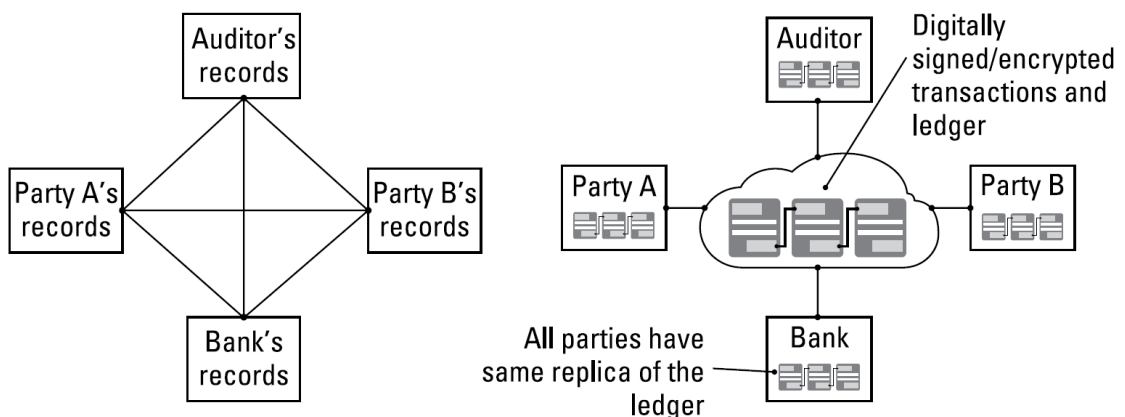 Auditor's
records
Party A's
records
Party B's
records
Bank's
records
Auditor
Digitally
signed/encrypted
transactions and
ledger
Party A
Party B
Bank
All parties have
same replica of the
ledger